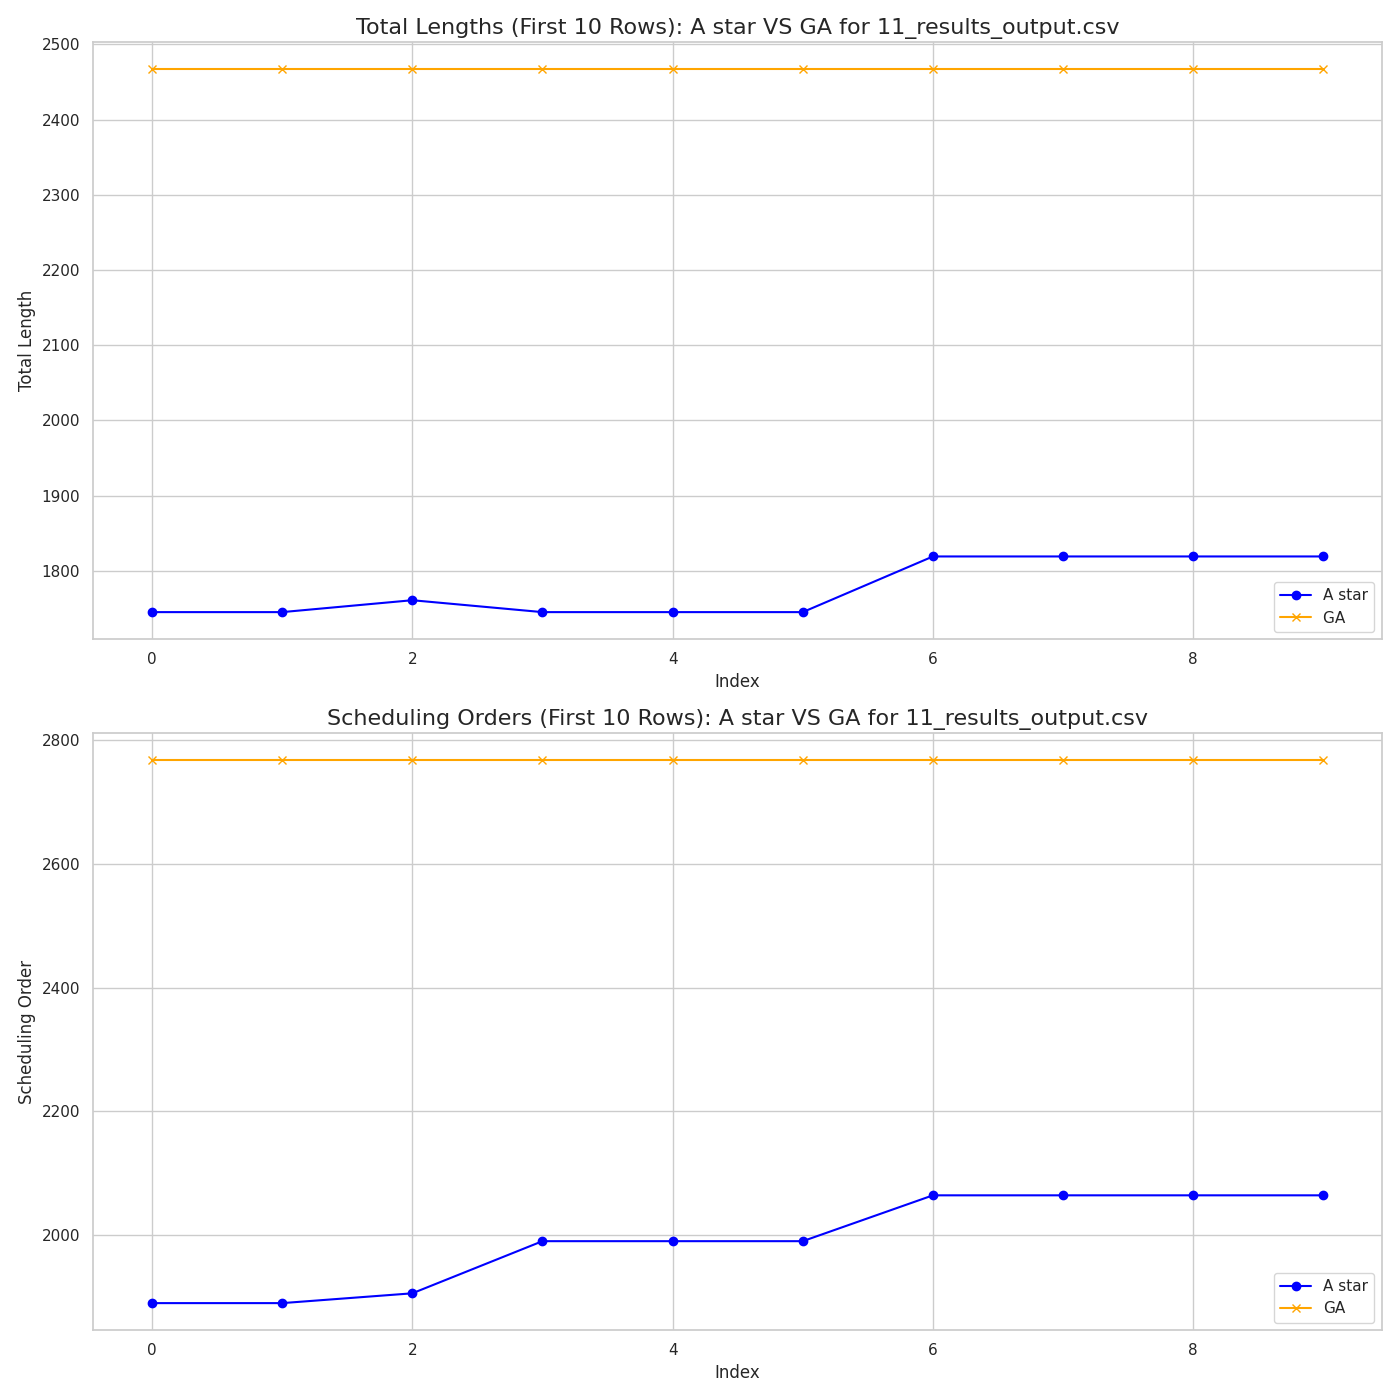 Total Lengths (First 10 Rows): A star VS GA for 11_results_output.csv
2500
2400
2300
2200
2100
2000
1900
1800
Total Length
A star
GA
0 2 4 6 8
Index
Scheduling Orders (First 10 Rows): A star VS GA for 11_results_output.csv
2800
2600
2400
2200
2000
Scheduling Order
A star
GA
0 2 4 6 8
Index